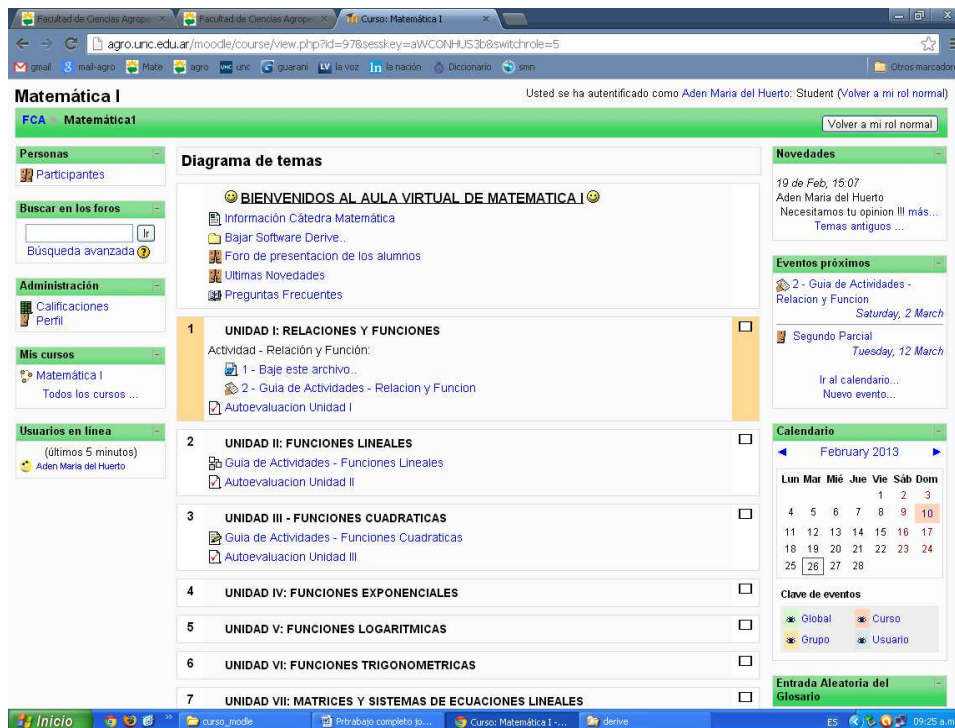 Facultad de Ciencias Agrope
Facultad de Ciencias Agrope
Curso: Matemática I
agro.unc.edu.ar/moodle/course/view.php?id=97&sesskey=aWCONHUS3b&switchrole=5
gmail mail-agro Mate agro unc guarani la voz la nación Diccionario smn Otros marcadore
Matemática I
Usted se ha autentificado como Aden Maria del Huerto: Student (Volver a mi rol normal)
FCA Matemática1
Volver a mi rol normal
Personas
Participantes
Buscar en los foros
Ir
Búsqueda avanzada
Administración
Calificaciones
Perfil
Mis cursos
Matemática I
Todos los cursos ...
Usuarios en línea
(últimos 5 minutos)
Aden Maria del Huerto
Diagrama de temas
BIENVENIDOS AL AULA VIRTUAL DE MATEMATICA I
Información Cátedra Matemática
Bajar Software Derive..
Foro de presentacion de los alumnos
Ultimas Novedades
Preguntas Frecuentes
1 UNIDAD I: RELACIONES Y FUNCIONES
Actividad - Relación y Función:
1 - Baje este archivo..
2 - Guia de Actividades - Relacion y Funcion
Autoevaluacion Unidad I
2 UNIDAD II: FUNCIONES LINEALES
Guia de Actividades - Funciones Lineales
Autoevaluacion Unidad II
3 UNIDAD III - FUNCIONES CUADRATICAS
Guia de Actividades - Funciones Cuadraticas
Autoevaluacion Unidad III
4 UNIDAD IV: FUNCIONES EXPONENCIALES
5 UNIDAD V: FUNCIONES LOGARITMICAS
6 UNIDAD VI: FUNCIONES TRIGONOMETRICAS
7 UNIDAD VII: MATRICES Y SISTEMAS DE ECUACIONES LINEALES
Novedades
19 de Feb, 15:07
Aden Maria del Huerto
Necesitamos tu opinion !!! más...
Temas antiguos ...
Eventos próximos
2 - Guia de Actividades -
Relacion y Funcion
Saturday, 2 March
Segundo Parcial
Tuesday, 12 March
Ir al calendario...
Nuevo evento...
Calendario
February 2013
Lun Mar Mié Jue Vie Sáb Dom
1 2 3
4 5 6 7 8 9 10
11 12 13 14 15 16 17
18 19 20 21 22 23 24
25 26 27 28
Clave de eventos
Global Curso
Grupo Usuario
Entrada Aleatoria del
Glosario
Inicio curso_modle Prtrabajo completo jo... Curso: Matemática I -... derive ES 09:25 a.m